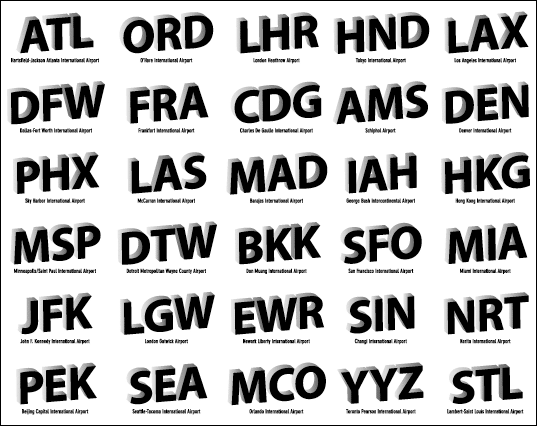 ATL ORD LHR HND LAX
Hartsfield-Jackson Atlanta International Airport O'Hare International Airport London Heathrow Airport Tokyo International Airport Los Angeles International Airport
DFW FRA CDG AMS DEN
Dallas-Fort Worth International Airport Frankfurt International Airport Charles De Gaulle International Airport Schiphol Airport Denver International Airport
PHX LAS MAD IAH HKG
Sky Harbor International Airport McCarran International Airport Barajas International Airport George Bush Intercontinental Airport Hong Kong International Airport
MSP DTW BKK SFO MIA
Minneapolis/Saint Paul International Airport Detroit Metropolitan Wayne County Airport Don Muang International Airport San Francisco International Airport Miami International Airport
JFK LGW EWR SIN NRT
John F. Kennedy International Airport London Gatwick Airport Newark Liberty International Airport Changi International Airport Narita International Airport
PEK SEA MCO YYZ STL
Beijing Capital International Airport Seattle-Tacoma International Airport Orlando International Airport Toronto Pearson International Airport Lambert-Saint Louis International Airport